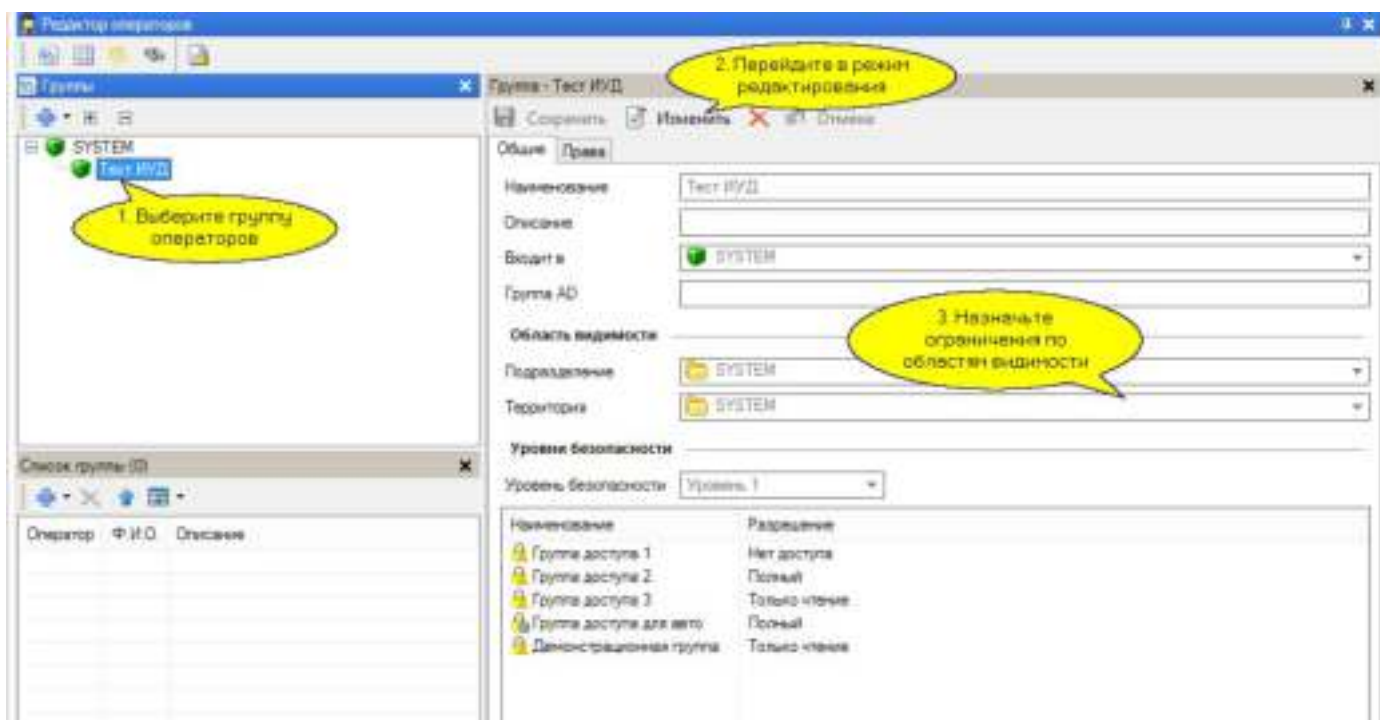 Редактор операторов
Группы
SYSTEM
Тест ИУД
1. Выберите группу
операторов
Список группы (0)
Оператор Ф.И.О. Описание
Группа - Тест ИУД
2. Перейдите в режим
редактирования
Сохранить Изменить Отмена
Общие Права
Наименование Тест ИУД
Описание
Входит в SYSTEM
Группа AD
Область видимости
3 Назначьте
ограничения по
областям видимости
Подразделение SYSTEM
Территория SYSTEM
Уровни безопасности
Уровень безопасности Уровень 1
Наименование Разрешение
Группа доступа 1 Нет доступа
Группа доступа 2 Полный
Группа доступа 3 Только чтение
Группа доступа для авто Полный
Демонстрационная группа Только чтение